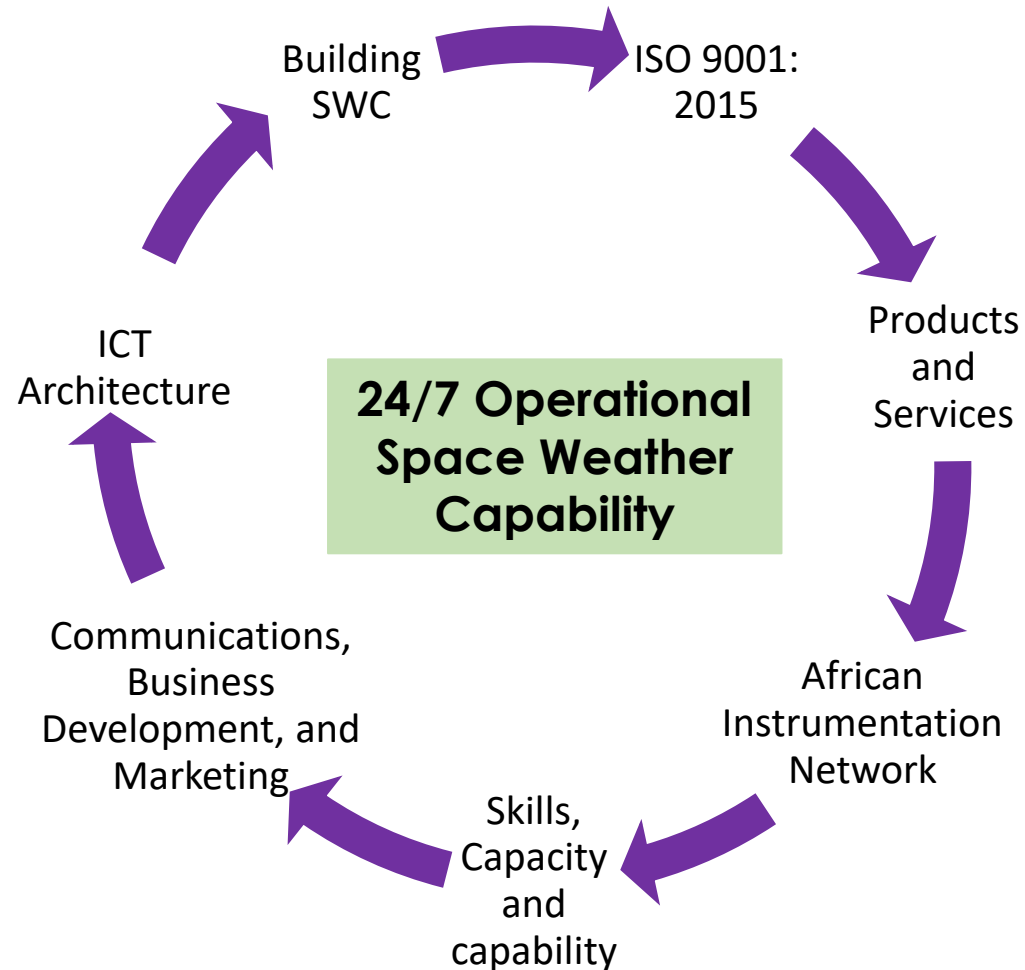 Building
SWC
ISO 9001:
2015
Products
and
Services
African
Instrumentation
Network
Skills,
Capacity
and
capability
Communications,
Business
Development, and
Marketing
ICT
Architecture
24/7 Operational
Space Weather
Capability